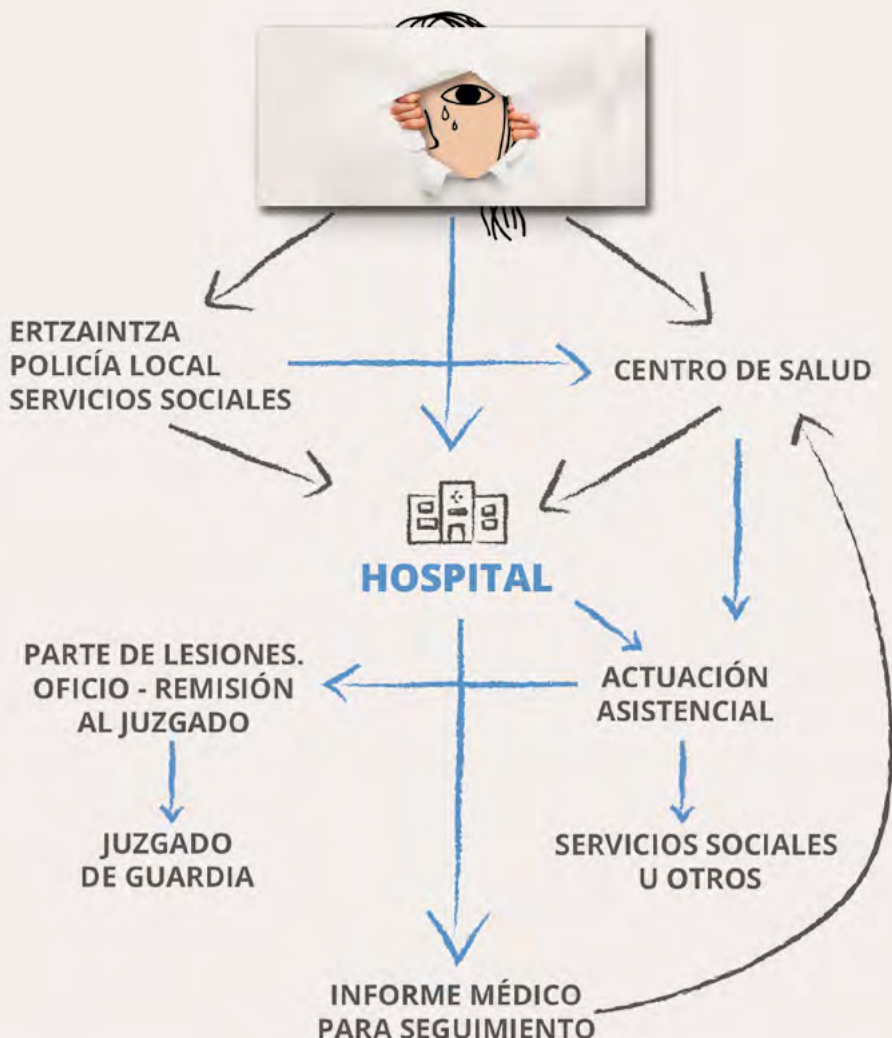 ERTZAINTZA
POLICÍA LOCAL
SERVICIOS SOCIALES
CENTRO DE SALUD
HOSPITAL
PARTE DE LESIONES.
OFICIO - REMISIÓN
AL JUZGADO
ACTUACIÓN
ASISTENCIAL
JUZGADO
DE GUARDIA
SERVICIOS SOCIALES
U OTROS
INFORME MÉDICO
PARA SEGUIMIENTO